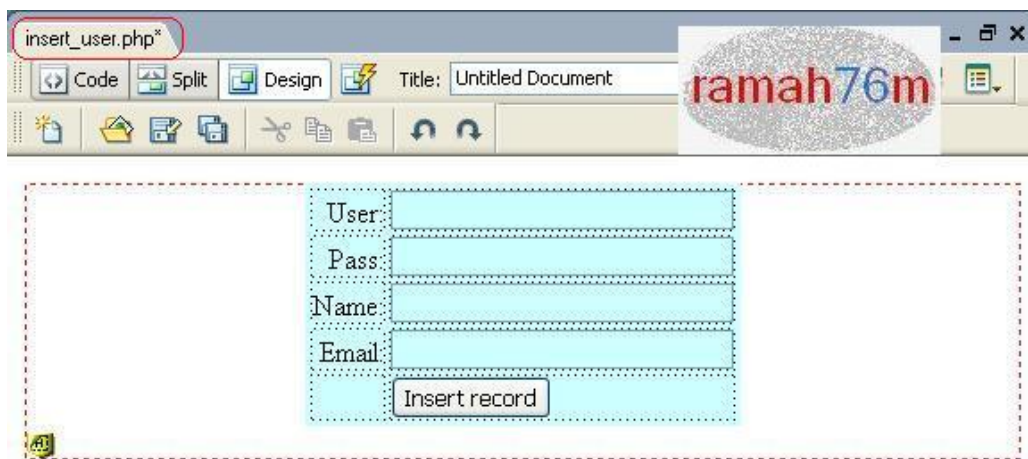 insert_user.php*
Code Split Design Title: Untitled Document
ramah76m
User:
Pass:
Name:
Email:
Insert record